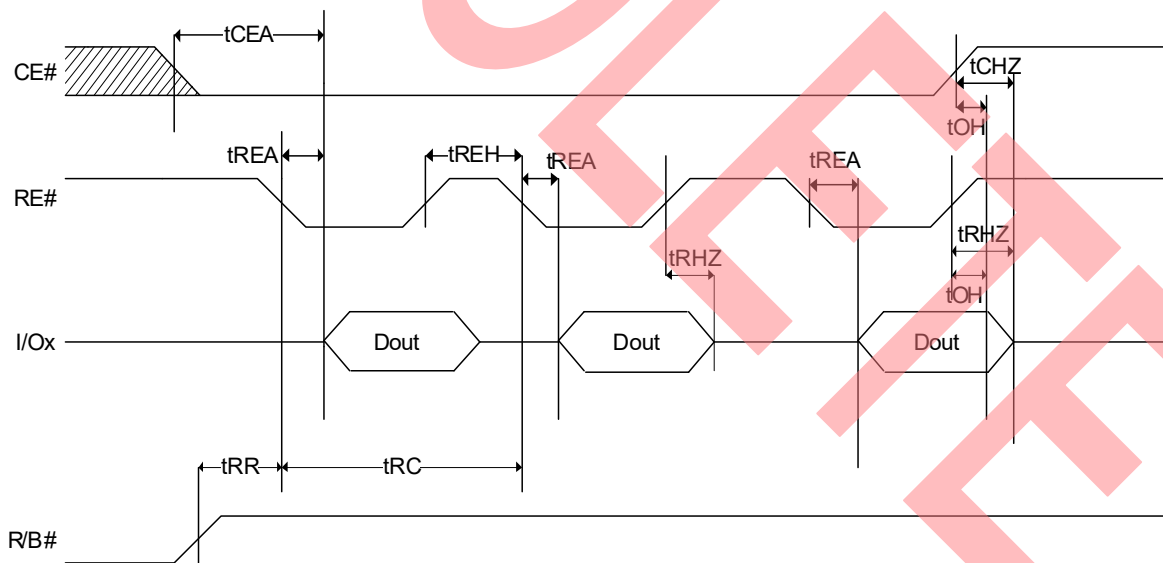 tCEA
CE#
tCHZ
tOH
tREA
tREH
tREA
tREA
RE#
tRHZ
tRHZ
tOH
I/Ox
Dout
Dout
Dout
tRR
tRC
R/B#